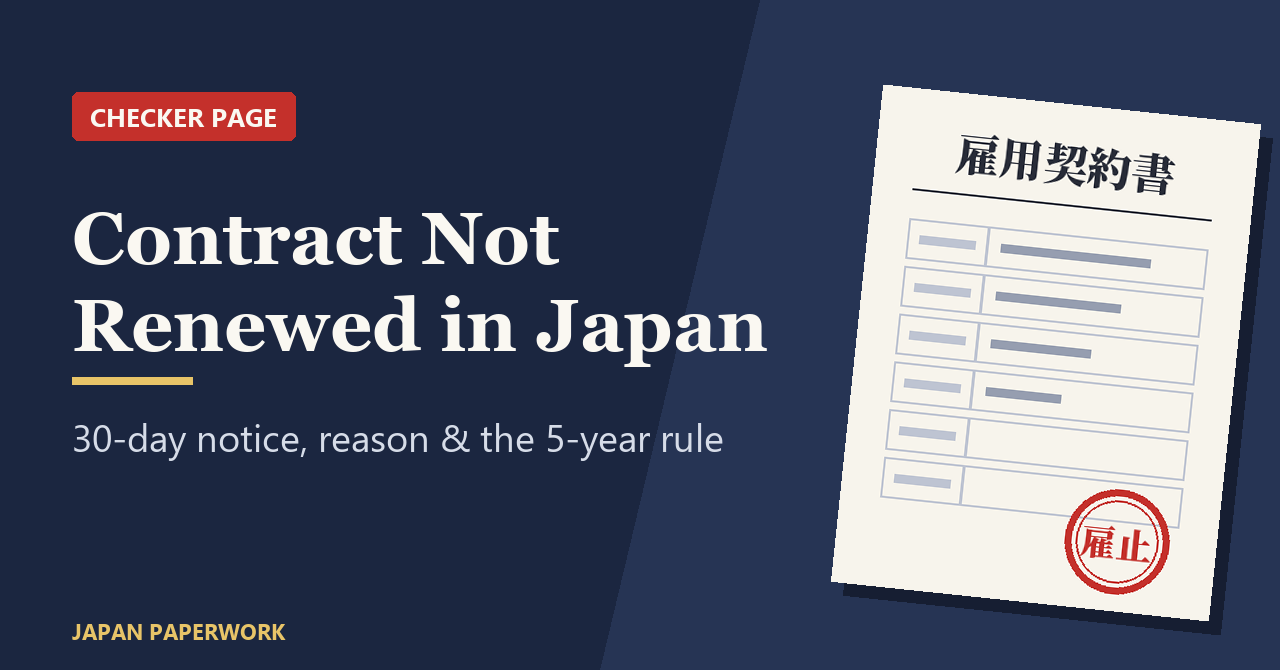 CHECKER PAGE
Contract Not
Renewed in Japan
30-day notice, reason & the 5-year rule
JAPAN PAPERWORK
雇用契約書
雇止